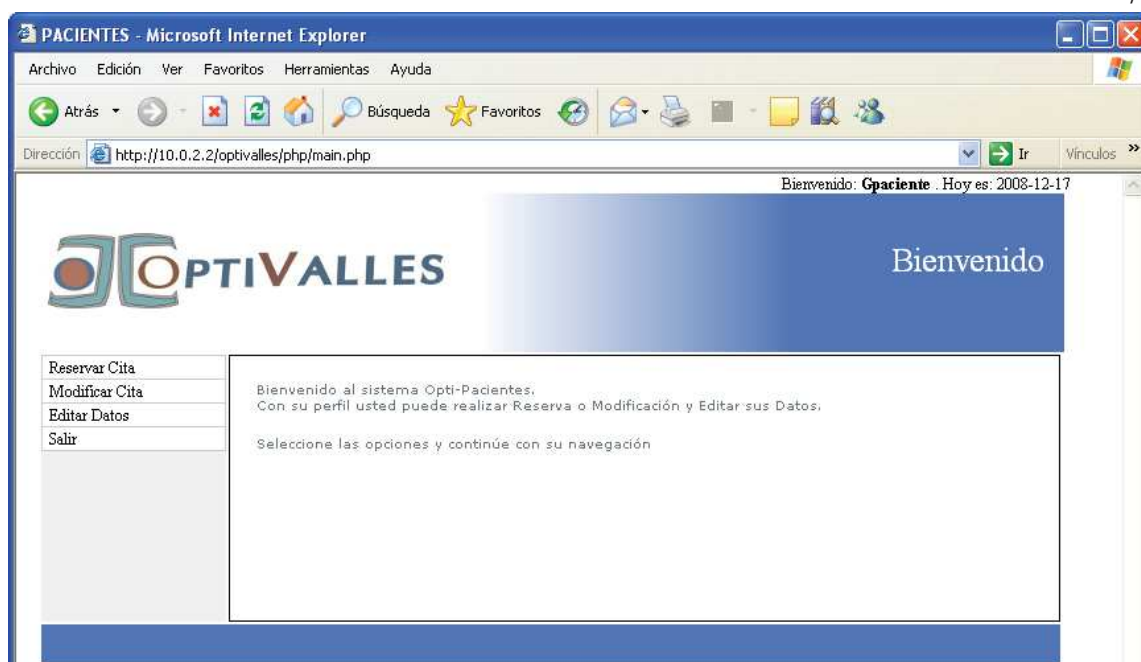 PACIENTES - Microsoft Internet Explorer
Archivo Edición Ver Favoritos Herramientas Ayuda
Atrás Búsqueda Favoritos
Dirección http://10.0.2.2/optivalles/php/main.php Ir Vínculos »
Bienvenido: Gpaciente . Hoy es: 2008-12-17
OPTIVALLES
Bienvenido
Reservar Cita
Modificar Cita
Editar Datos
Salir
Bienvenido al sistema Opti-Pacientes.
Con su perfil usted puede realizar Reserva o Modificación y Editar sus Datos.
Seleccione las opciones y continúe con su navegación